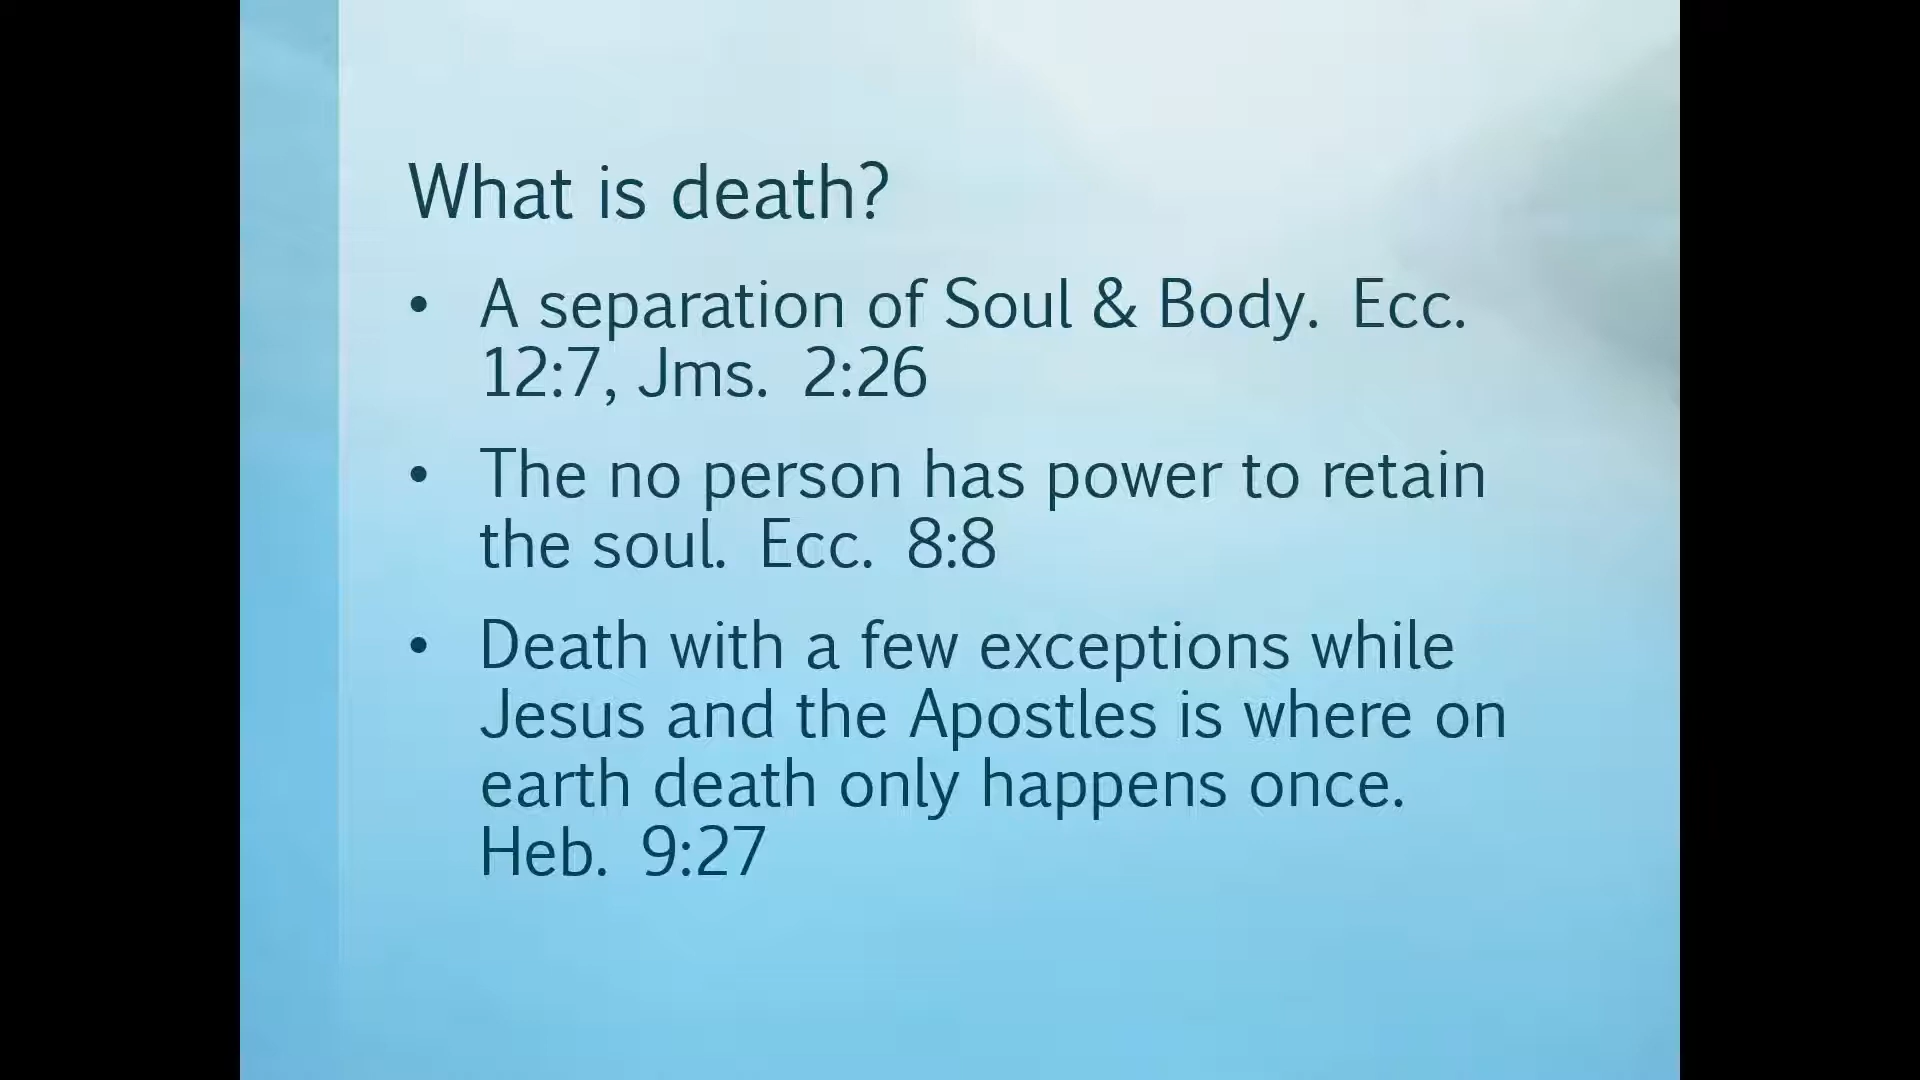 What is death?
• A separation of Soul & Body. Ecc.
12:7, Jms. 2:26
• The no person has power to retain
the soul. Ecc. 8:8
• Death with a few exceptions while
Jesus and the Apostles is where on
earth death only happens once.
Heb. 9:27